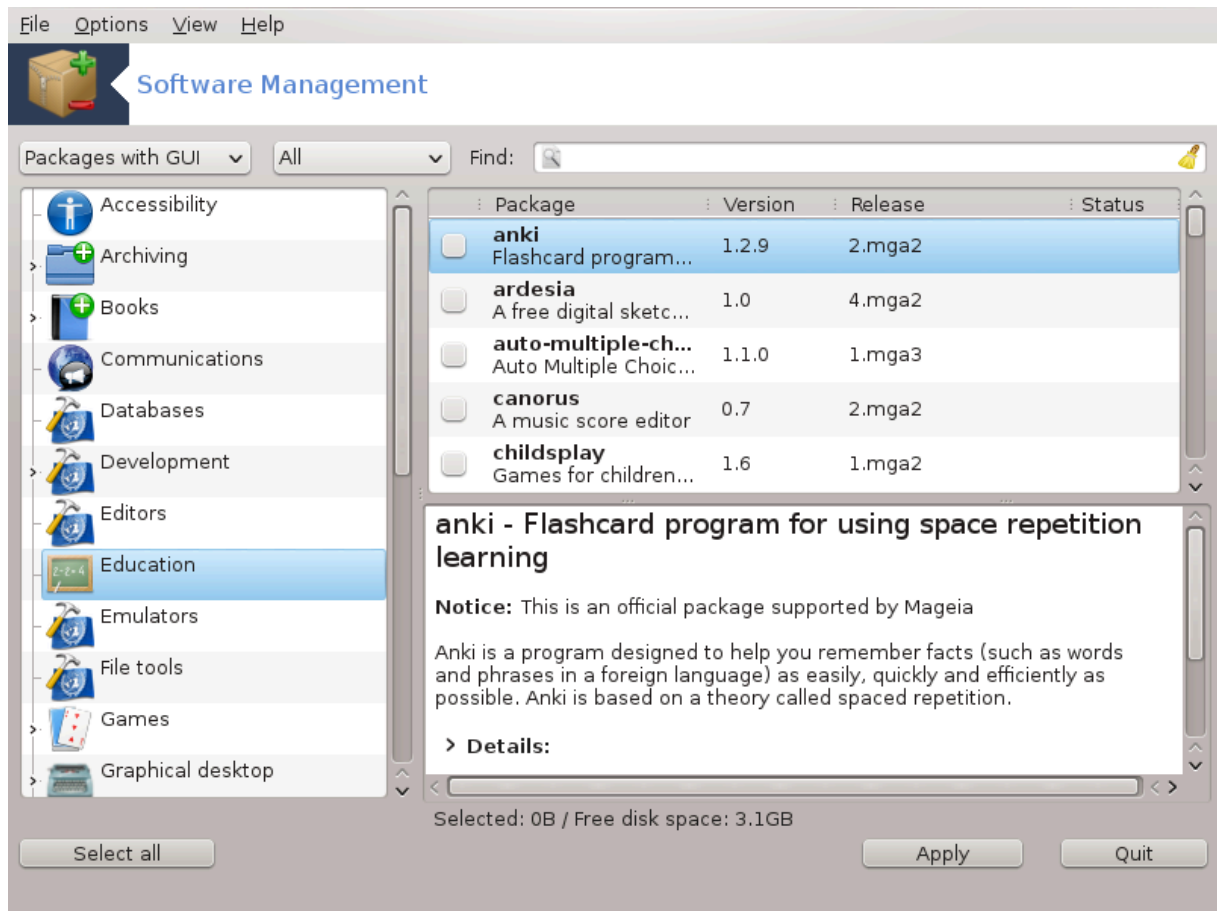 File Options View Help
Software Management
Packages with GUI All Find:
Accessibility
Archiving
Books
Communications
Databases
Development
Editors
Education
Emulators
File tools
Games
Graphical desktop
Package Version Release Status
anki
Flashcard program... 1.2.9 2.mga2
ardesia
A free digital sketc... 1.0 4.mga2
auto-multiple-ch...
Auto Multiple Choic... 1.1.0 1.mga3
canorus
A music score editor 0.7 2.mga2
childsplay
Games for children... 1.6 1.mga2
anki - Flashcard program for using space repetition
learning
Notice: This is an official package supported by Mageia
Anki is a program designed to help you remember facts (such as words
and phrases in a foreign language) as easily, quickly and efficiently as
possible. Anki is based on a theory called spaced repetition.
Details:
Selected: 0B / Free disk space: 3.1GB
Select all Apply Quit